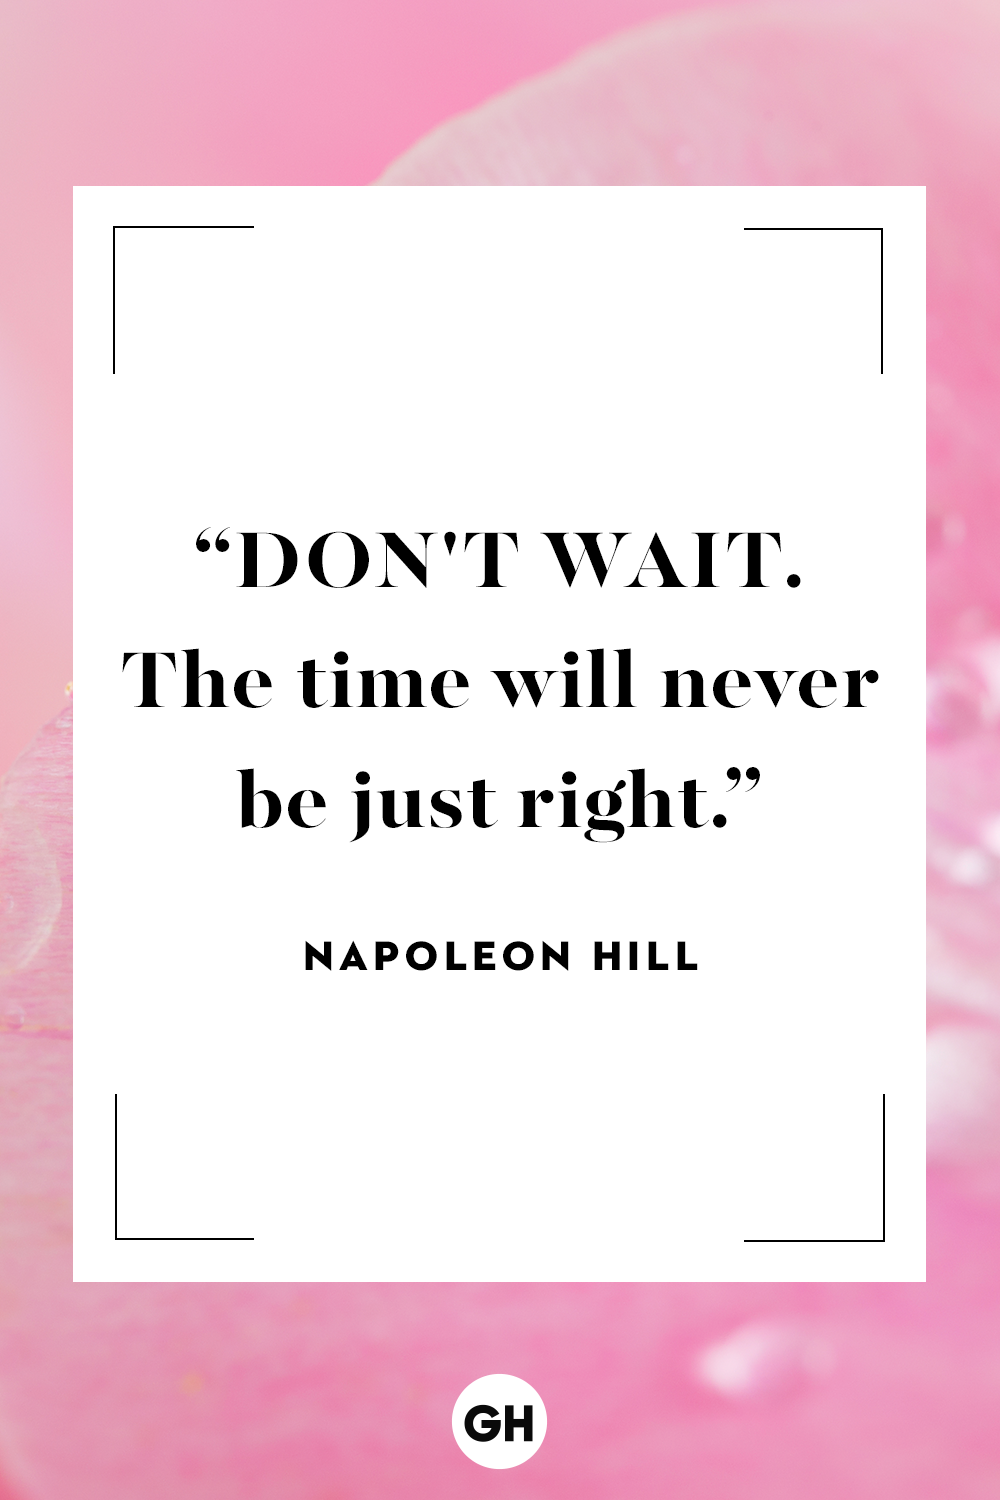 “DON'T WAIT.
The time will never
be just right.”
NAPOLEON HILL
GH